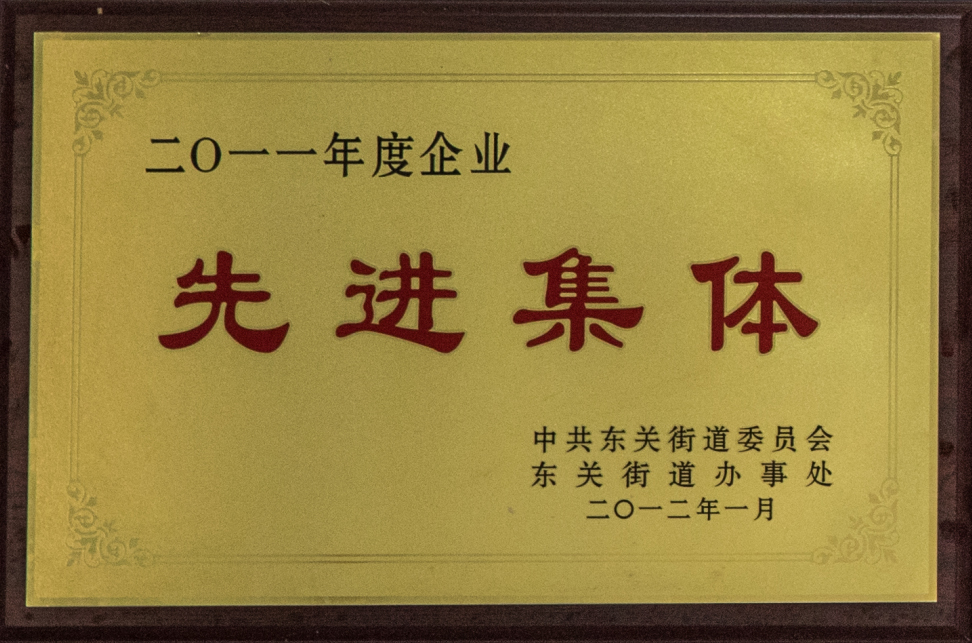 二〇一一年度企业
先进集体
中共东关街道委员会
东关街道办事处
二〇一二年一月